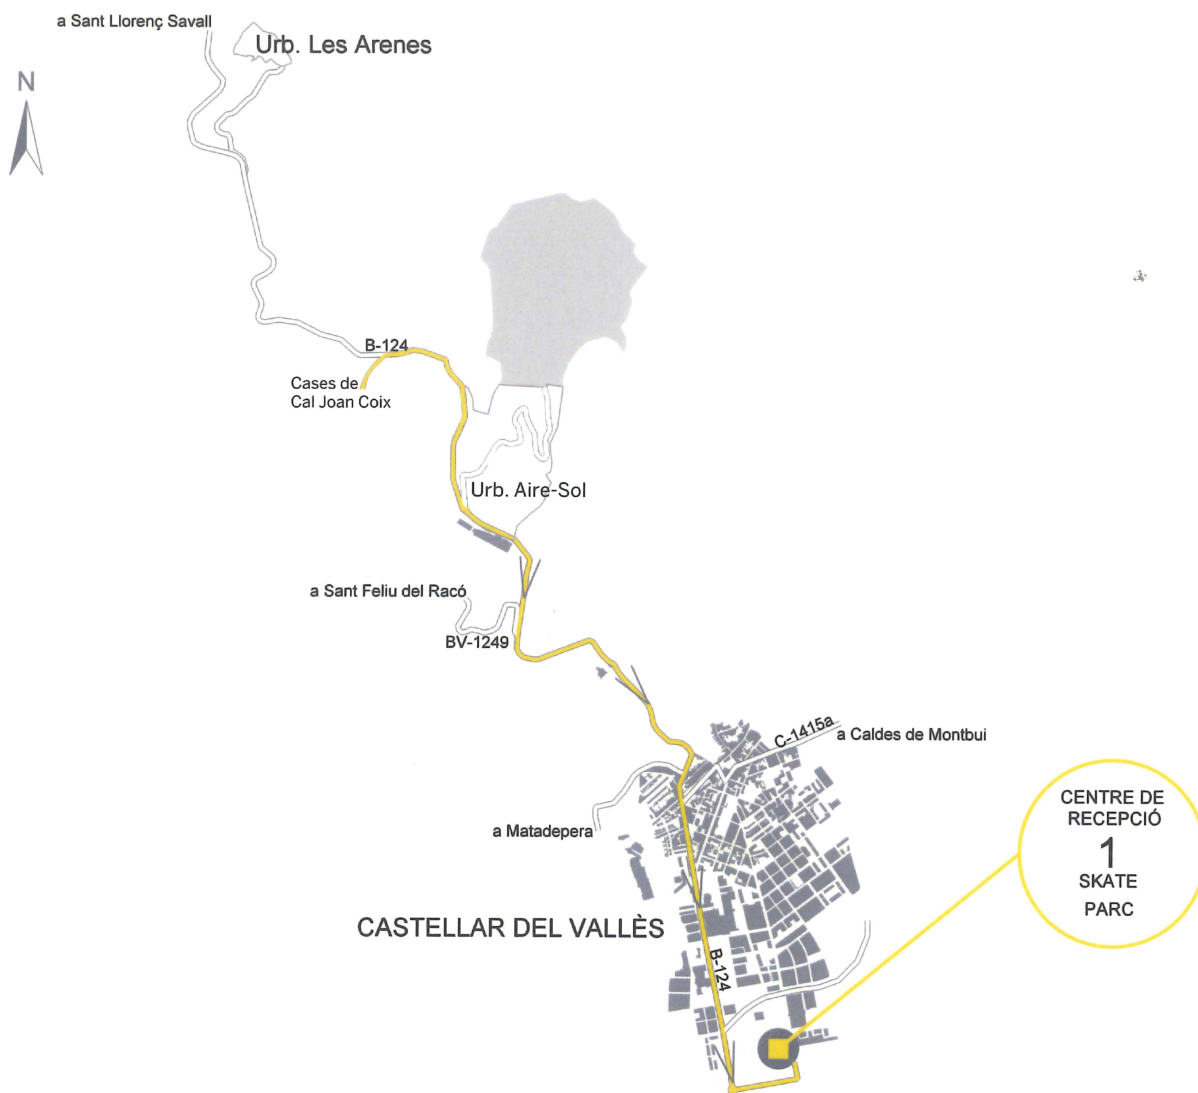 a Sant Llorenç Savall
Urb. Les Arenes
N
B-124
Cases de
Cal Joan Coix
Urb. Aire-Sol
a Sant Feliu del Racó
BV-1249
C-1415a
a Caldes de Montbui
a Matadepera
CENTRE DE
RECEPCIÓ
1
SKATE
PARC
CASTELLAR DEL VALLÈS
B-124